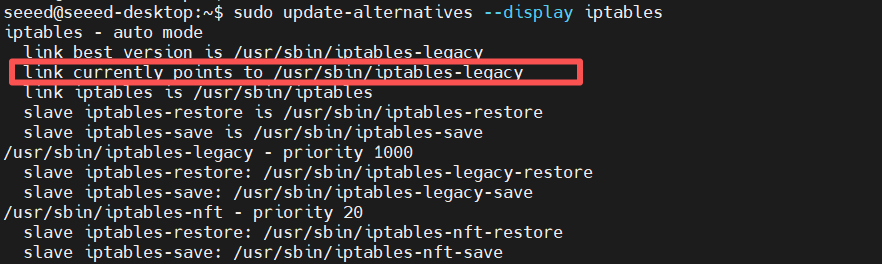 seeed@seeed-desktop:~$ sudo update-alternatives --display iptables
iptables - auto mode
  link best version is /usr/sbin/iptables-legacy
  link currently points to /usr/sbin/iptables-legacy
  link iptables is /usr/sbin/iptables
  slave iptables-restore is /usr/sbin/iptables-restore
  slave iptables-save is /usr/sbin/iptables-save
/usr/sbin/iptables-legacy - priority 1000
  slave iptables-restore: /usr/sbin/iptables-legacy-restore
  slave iptables-save: /usr/sbin/iptables-legacy-save
/usr/sbin/iptables-nft - priority 20
  slave iptables-restore: /usr/sbin/iptables-nft-restore
  slave iptables-save: /usr/sbin/iptables-nft-save